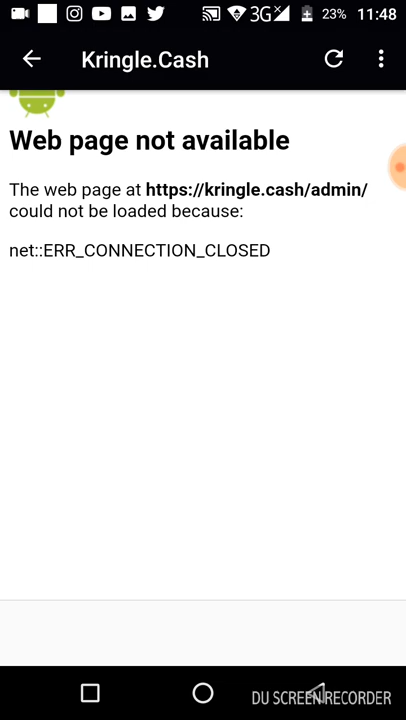 3G 23% 11:48
Kringle.Cash
Web page not available
The web page at https://kringle.cash/admin/
could not be loaded because:
net::ERR_CONNECTION_CLOSED
DU SCREEN RECORDER